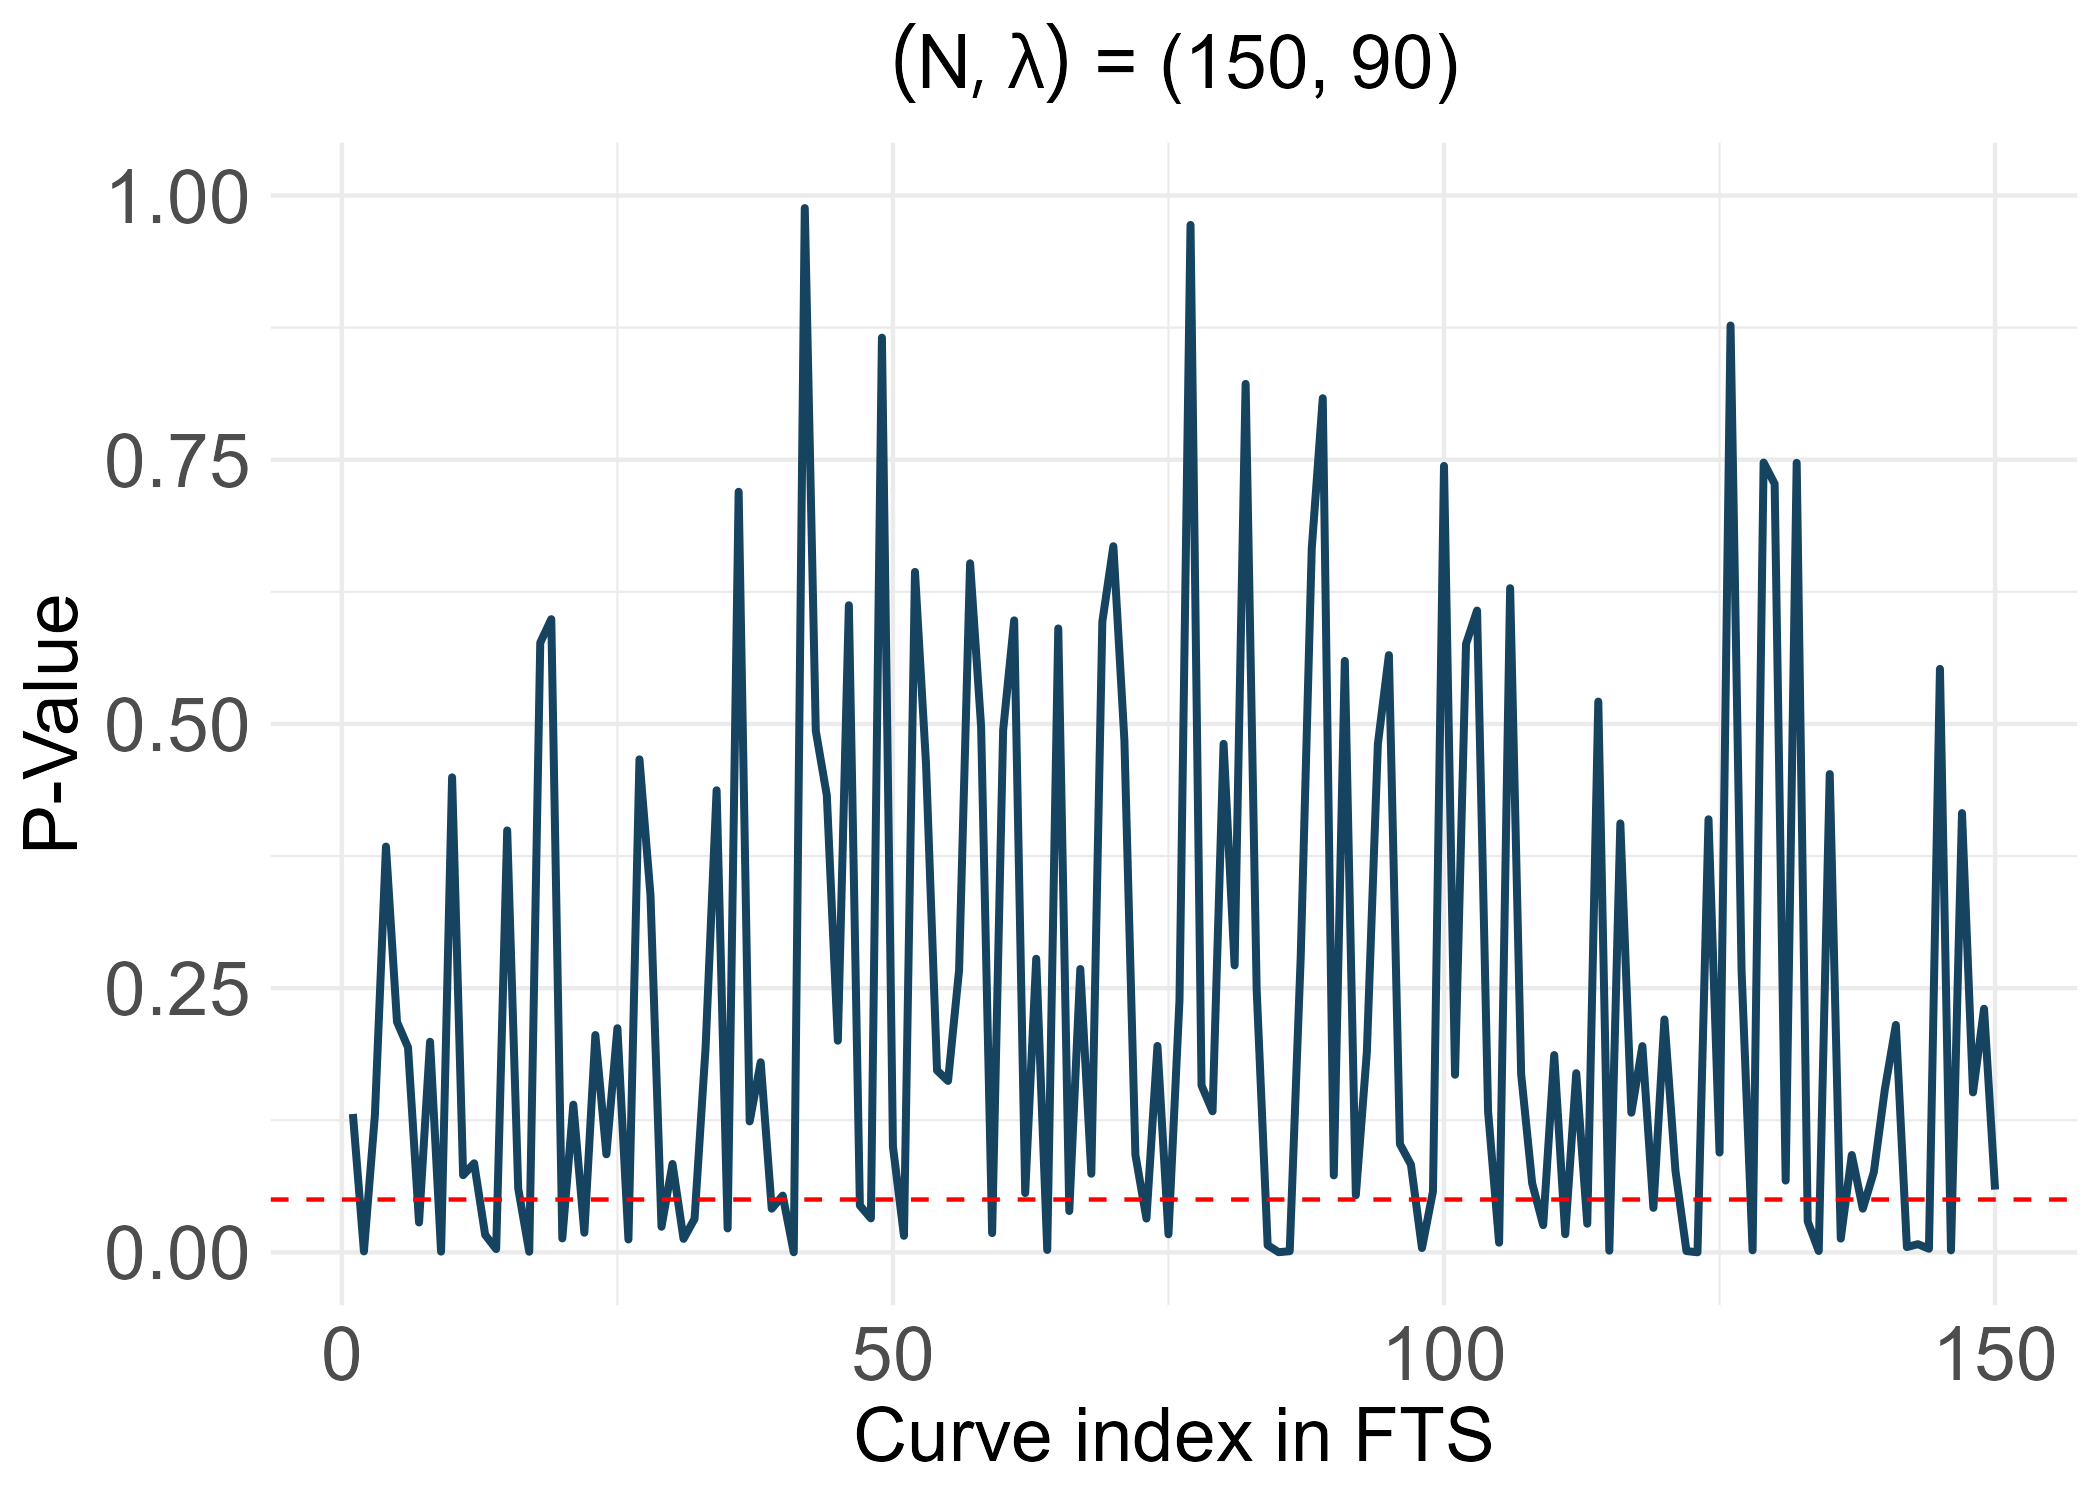 (N, λ) = (150, 90)
1.00
0.75
0.50
0.25
0.00
P-Value
0 50 100 150
Curve index in FTS